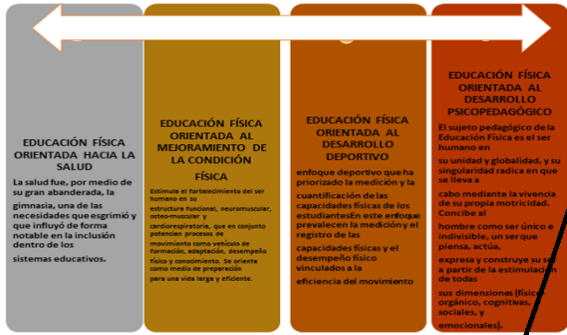 EDUCACIÓN FÍSICA
ORIENTADA HACIA LA
SALUD
La salud fue, por medio de
su gran abanderada, la
gimnasia, una de las
necesidades que esgrimió y
que influyó de forma
notable en la inclusión
dentro de los
sistemas educativos.
EDUCACIÓN FÍSICA
ORIENTADA AL
MEJORAMIENTO DE
LA CONDICIÓN
FÍSICA
Estimula el fortalecimiento del ser
humano en su
estructura funcional, neuromuscular,
osteo-muscular y
cardiorespiratoria, que en conjunto
potencian procesos de
formación, adaptación, desempeño
movimiento como vehículo de
físico y conocimiento. Se orienta
como medio de preparación
para una vida larga y eficiente.
EDUCACIÓN FÍSICA
ORIENTADA AL
DESARROLLO
DEPORTIVO
enfoque deportivo que ha
priorizado la medición y la
cuantificación de las
capacidades físicas de los
estudiantesEn este enfoque
prevalecen la medición y el
registro de las
capacidades físicas y el
desempeño físico
vinculados a la
eficiencia del movimiento
EDUCACIÓN FÍSICA
ORIENTADA AL
DESARROLLO
PSICOPEDAGÓGICO
El sujeto pedagógico de la
Educación Física es el ser
humano en
su unidad y globalidad, y su
singularidad radica en que
se lleva a
cabo mediante la vivencia
de su propia motricidad.
Concibe al
hombre como ser único e
indivisible, un ser que
piensa, actúa,
expresa y construye su ser
a partir de la estimulación
de todas
sus dimensiones (físico-
orgánico, cognitivas,
sociales, y
emocionales).